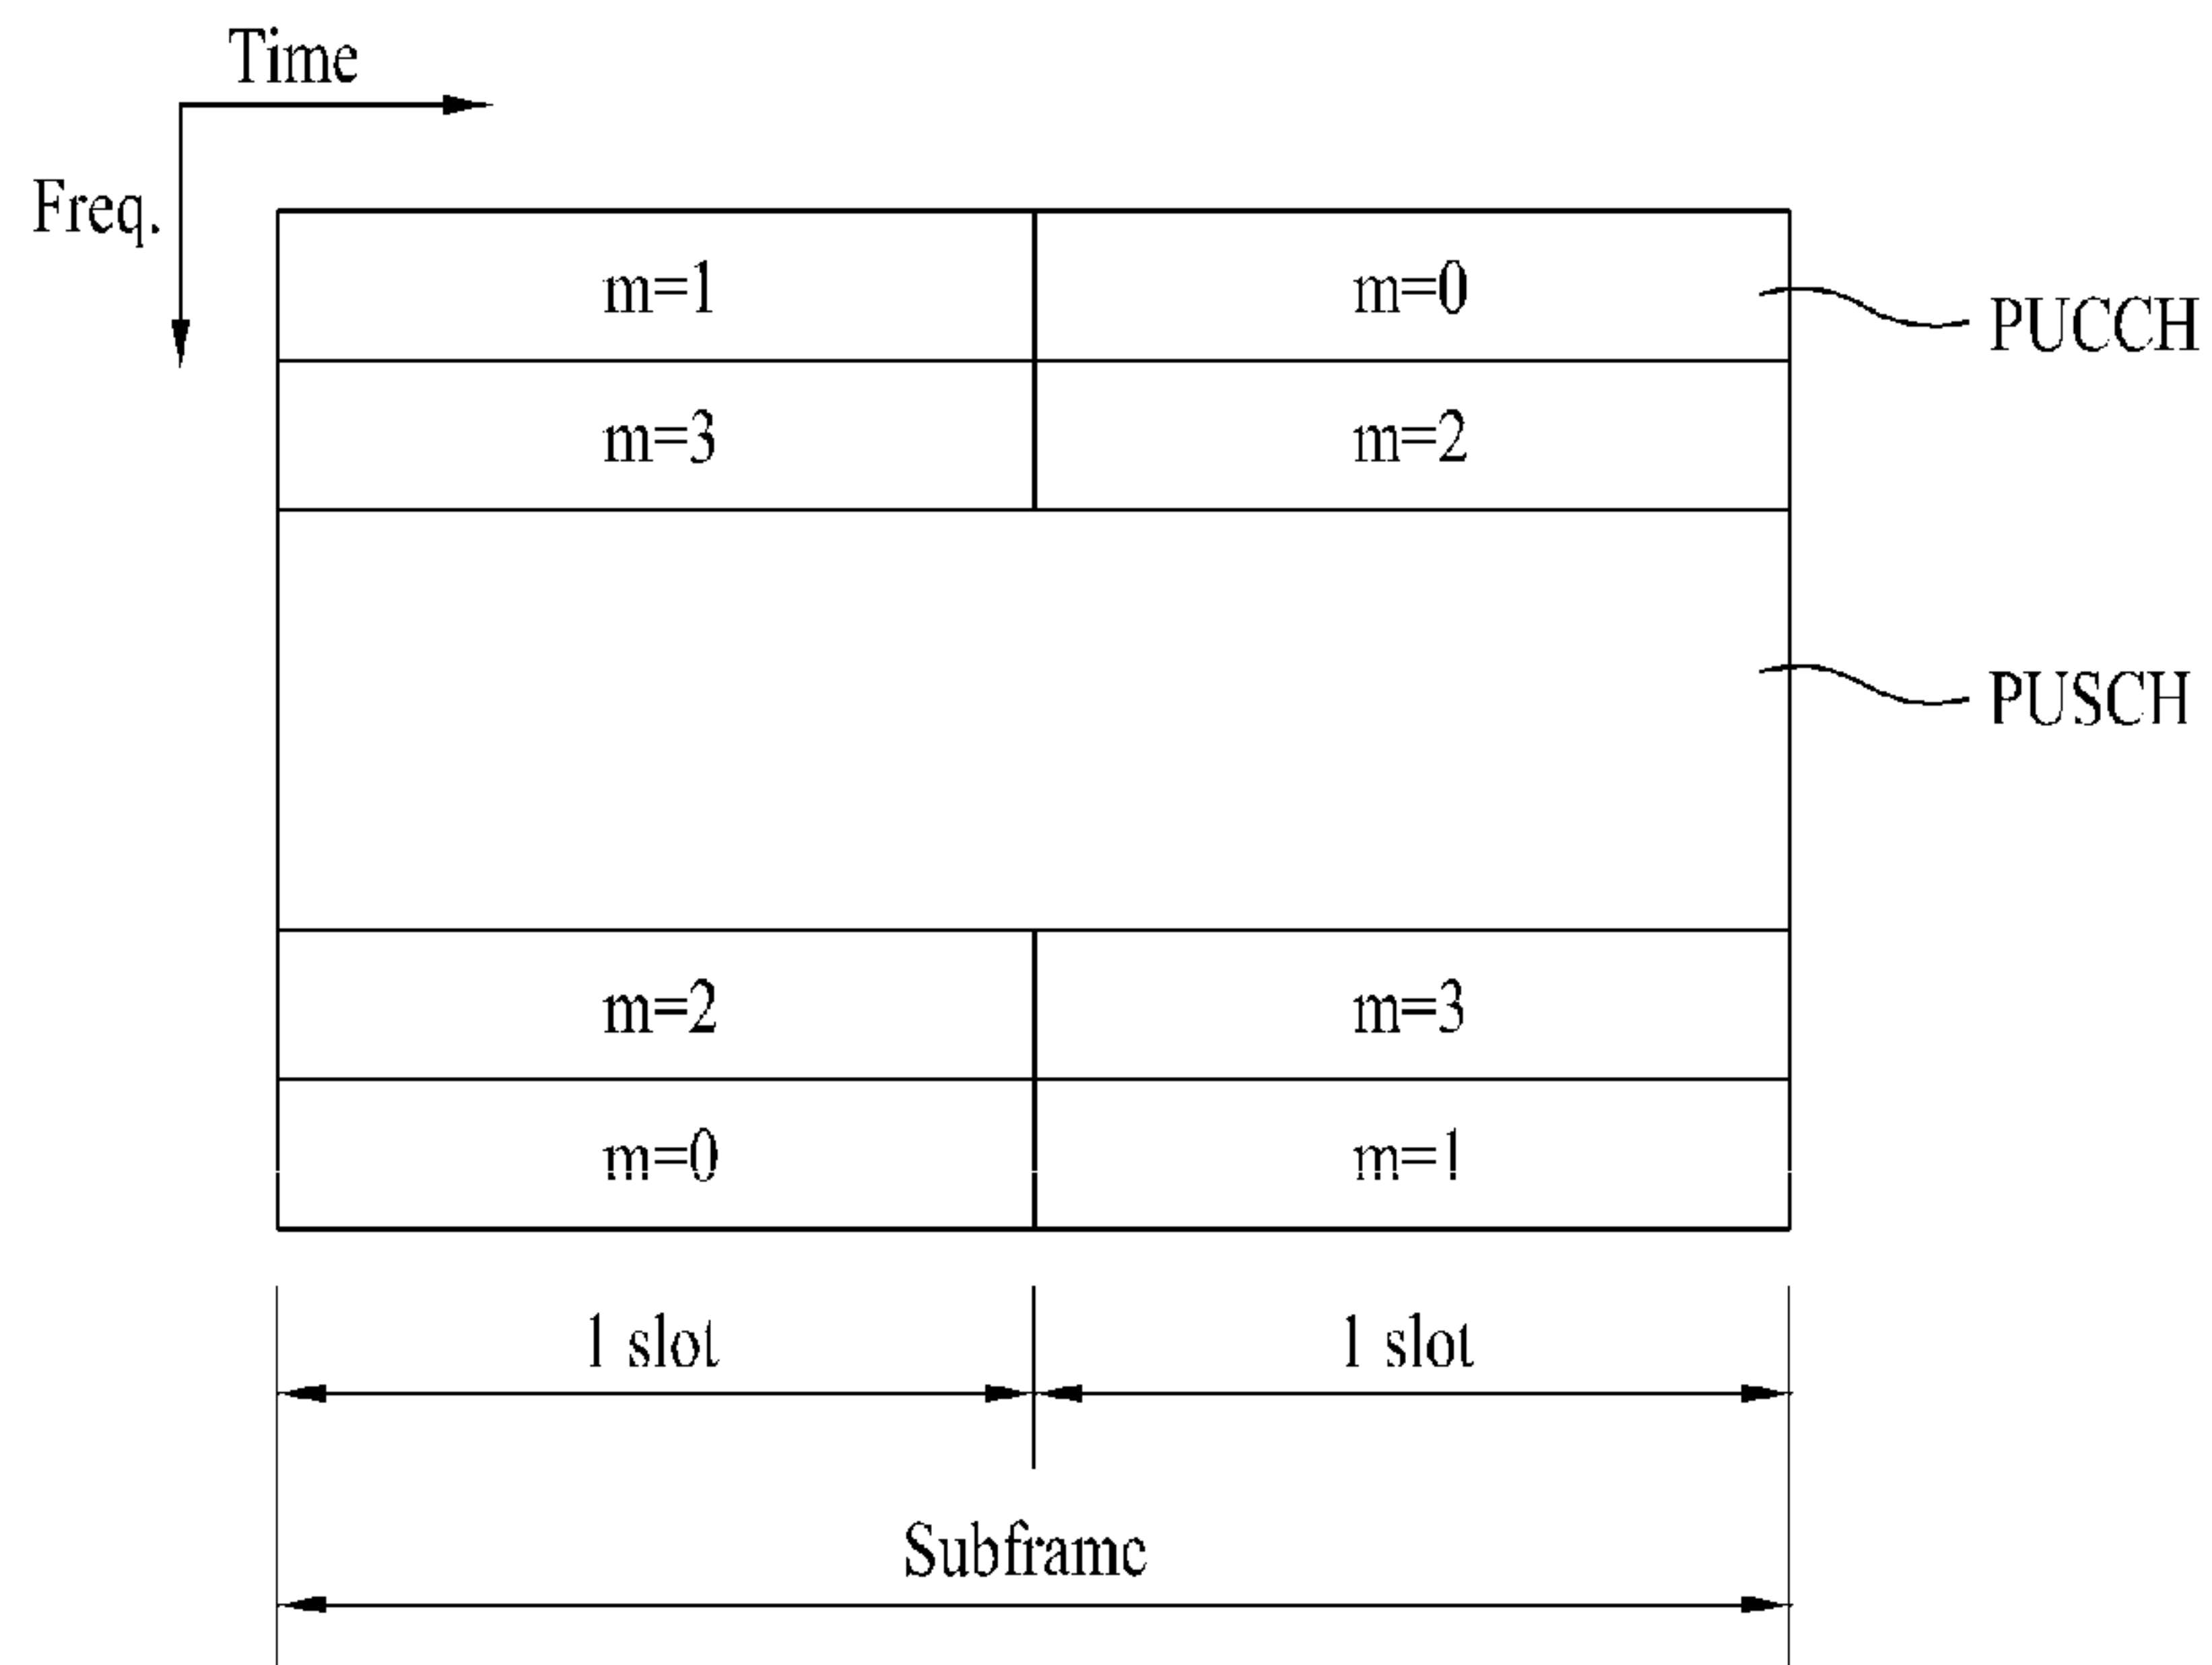 Time
Freq.
m=1 m=0
PUCCH
m=3 m=2
PUSCH
m=2 m=3
m=0 m=1
1 slot 1 slot
Subframe